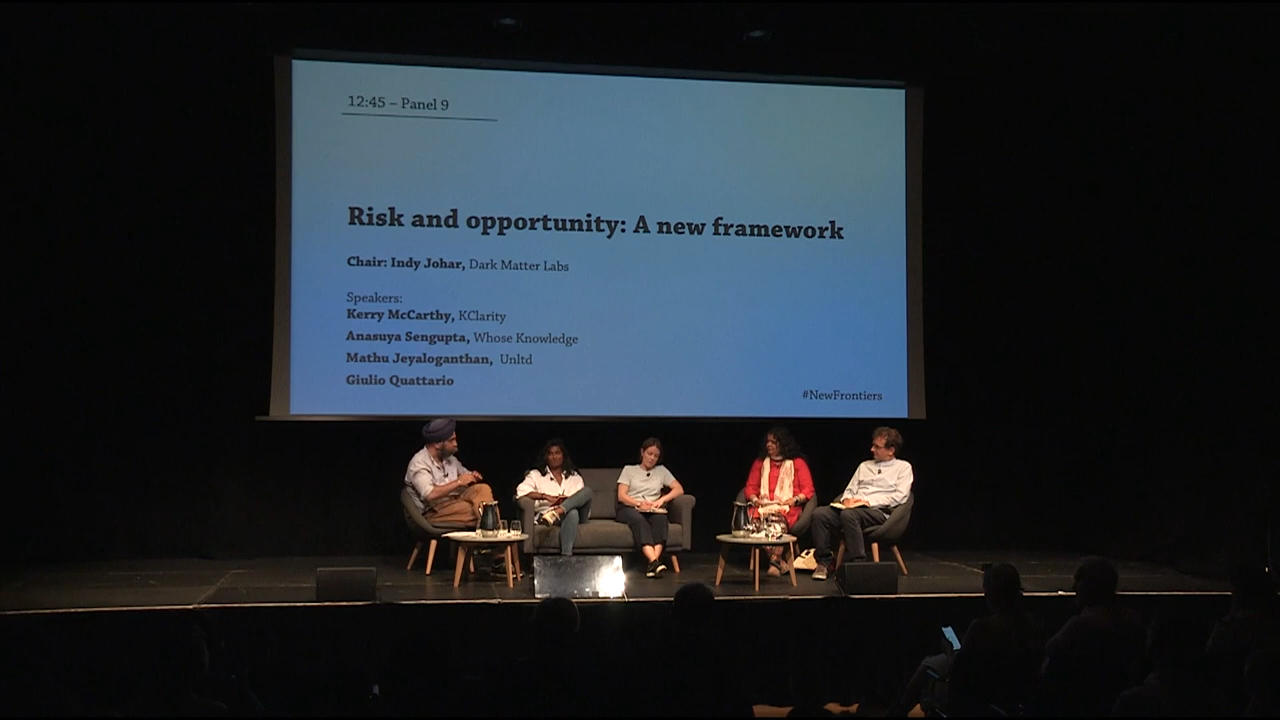 12:45 – Panel 9
Risk and opportunity: A new framework
Chair: Indy Johar, Dark Matter Labs
Speakers:
Kerry McCarthy, KClarity
Anasuya Sengupta, Whose Knowledge
Mathu Jeyaloganthan, Unltd
Giulio Quattario
#NewFrontiers